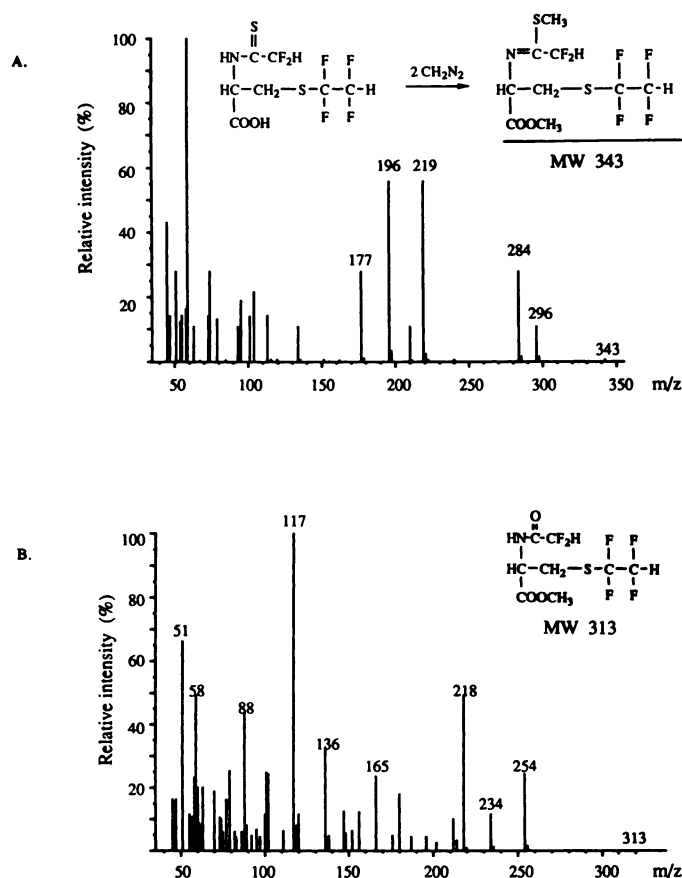 A.
Relative intensity (%)
100
80
60
40
20
50
100
150
200
250
300
350
m/z
177
196
219
284
296
343
S
HN-C-CF₂H
F F
HC-CH₂-S-C-C-H
F F
COOH
2 CH₂N₂
SCH₃
N=C-CF₂H
F F
HC-CH₂-S-C-C-H
F F
COOCH₃
MW 343
B.
Relative intensity (%)
100
80
60
40
20
50
100
150
200
250
300
m/z
51
58
88
117
136
165
218
234
254
313
O
HN-C-CF₂H
F F
HC-CH₂-S-C-C-H
F F
COOCH₃
MW 313